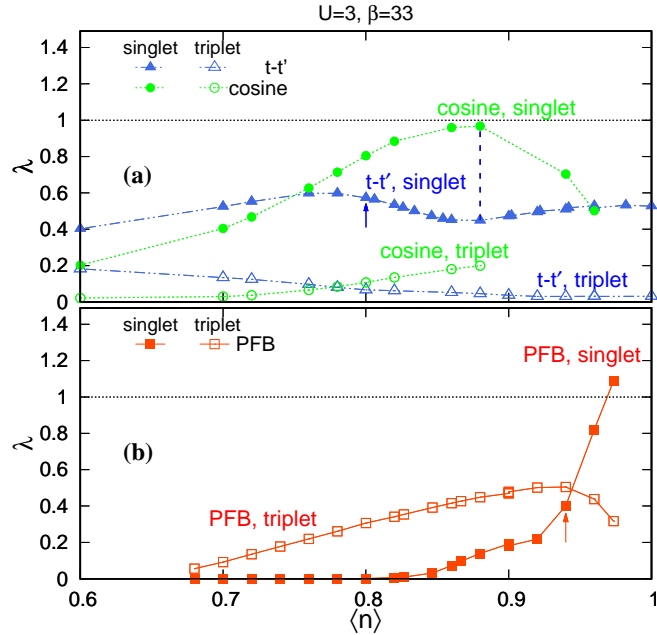 U=3, β=33
1.4
1.2
1
0.8
0.6
0.4
0.2
0
λ
singlet triplet
t-t'
cosine
cosine, singlet
(a)
t-t′, singlet
cosine, triplet
t-t′, triplet
1.4
1.2
1
0.8
0.6
0.4
0.2
0
λ
singlet triplet
PFB
PFB, singlet
(b)
PFB, triplet
0.6 0.7 0.8 0.9 1
⟨n⟩